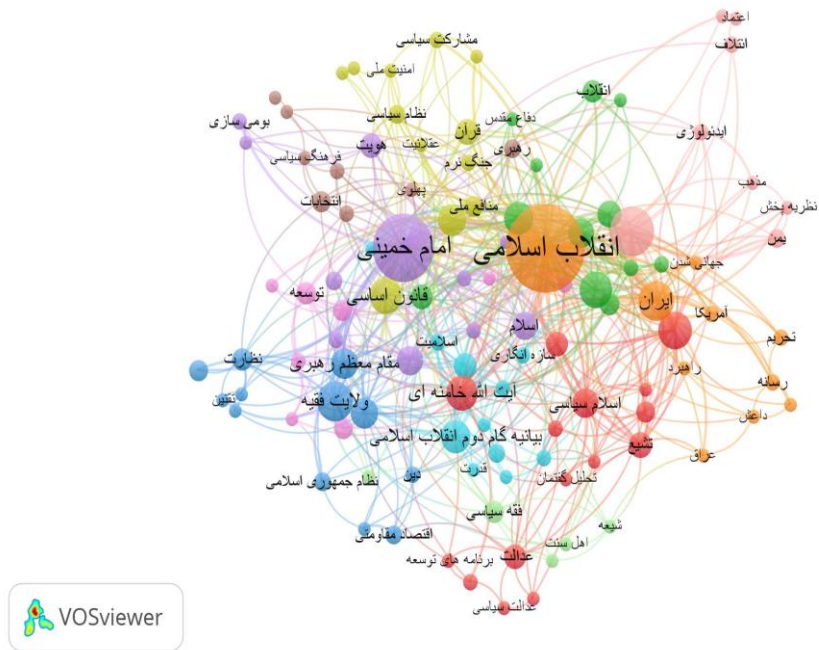 اعتماد
ائتلاف
مشارکت سیاسی
امنیت ملی
انقلاب
نظام سیاسی
دفاع مقدس
بومی سازی
قرآن
ایدئولوژی
هویت
عقلانیت
رهبری
فرهنگ سیاسی
جنگ نرم
مذهب
پهلوی
انتخابات
منافع ملی
نظریه پخش
یمن
امام خمینی
انقلاب اسلامی
جهانی شدن
توسعه
قانون اساسی
ایران
آمریکا
اسلام
تحریم
اسلامیت
سازه انگاری
نظارت
مقام معظم رهبری
راهبرد
رسانه
آیت الله خامنه ای
اسلام سیاسی
داعش
تقنین
ولایت فقیه
بیانیه گام دوم انقلاب اسلامی
تشیع
عراق
قدرت
دین
تحلیل گفتمان
نظام جمهوری اسلامی
فقه سیاسی
شیعه
اقتصاد مقاومتی
اهل سنت
عدالت
برنامه های توسعه
عدالت سیاسی
VOSviewer